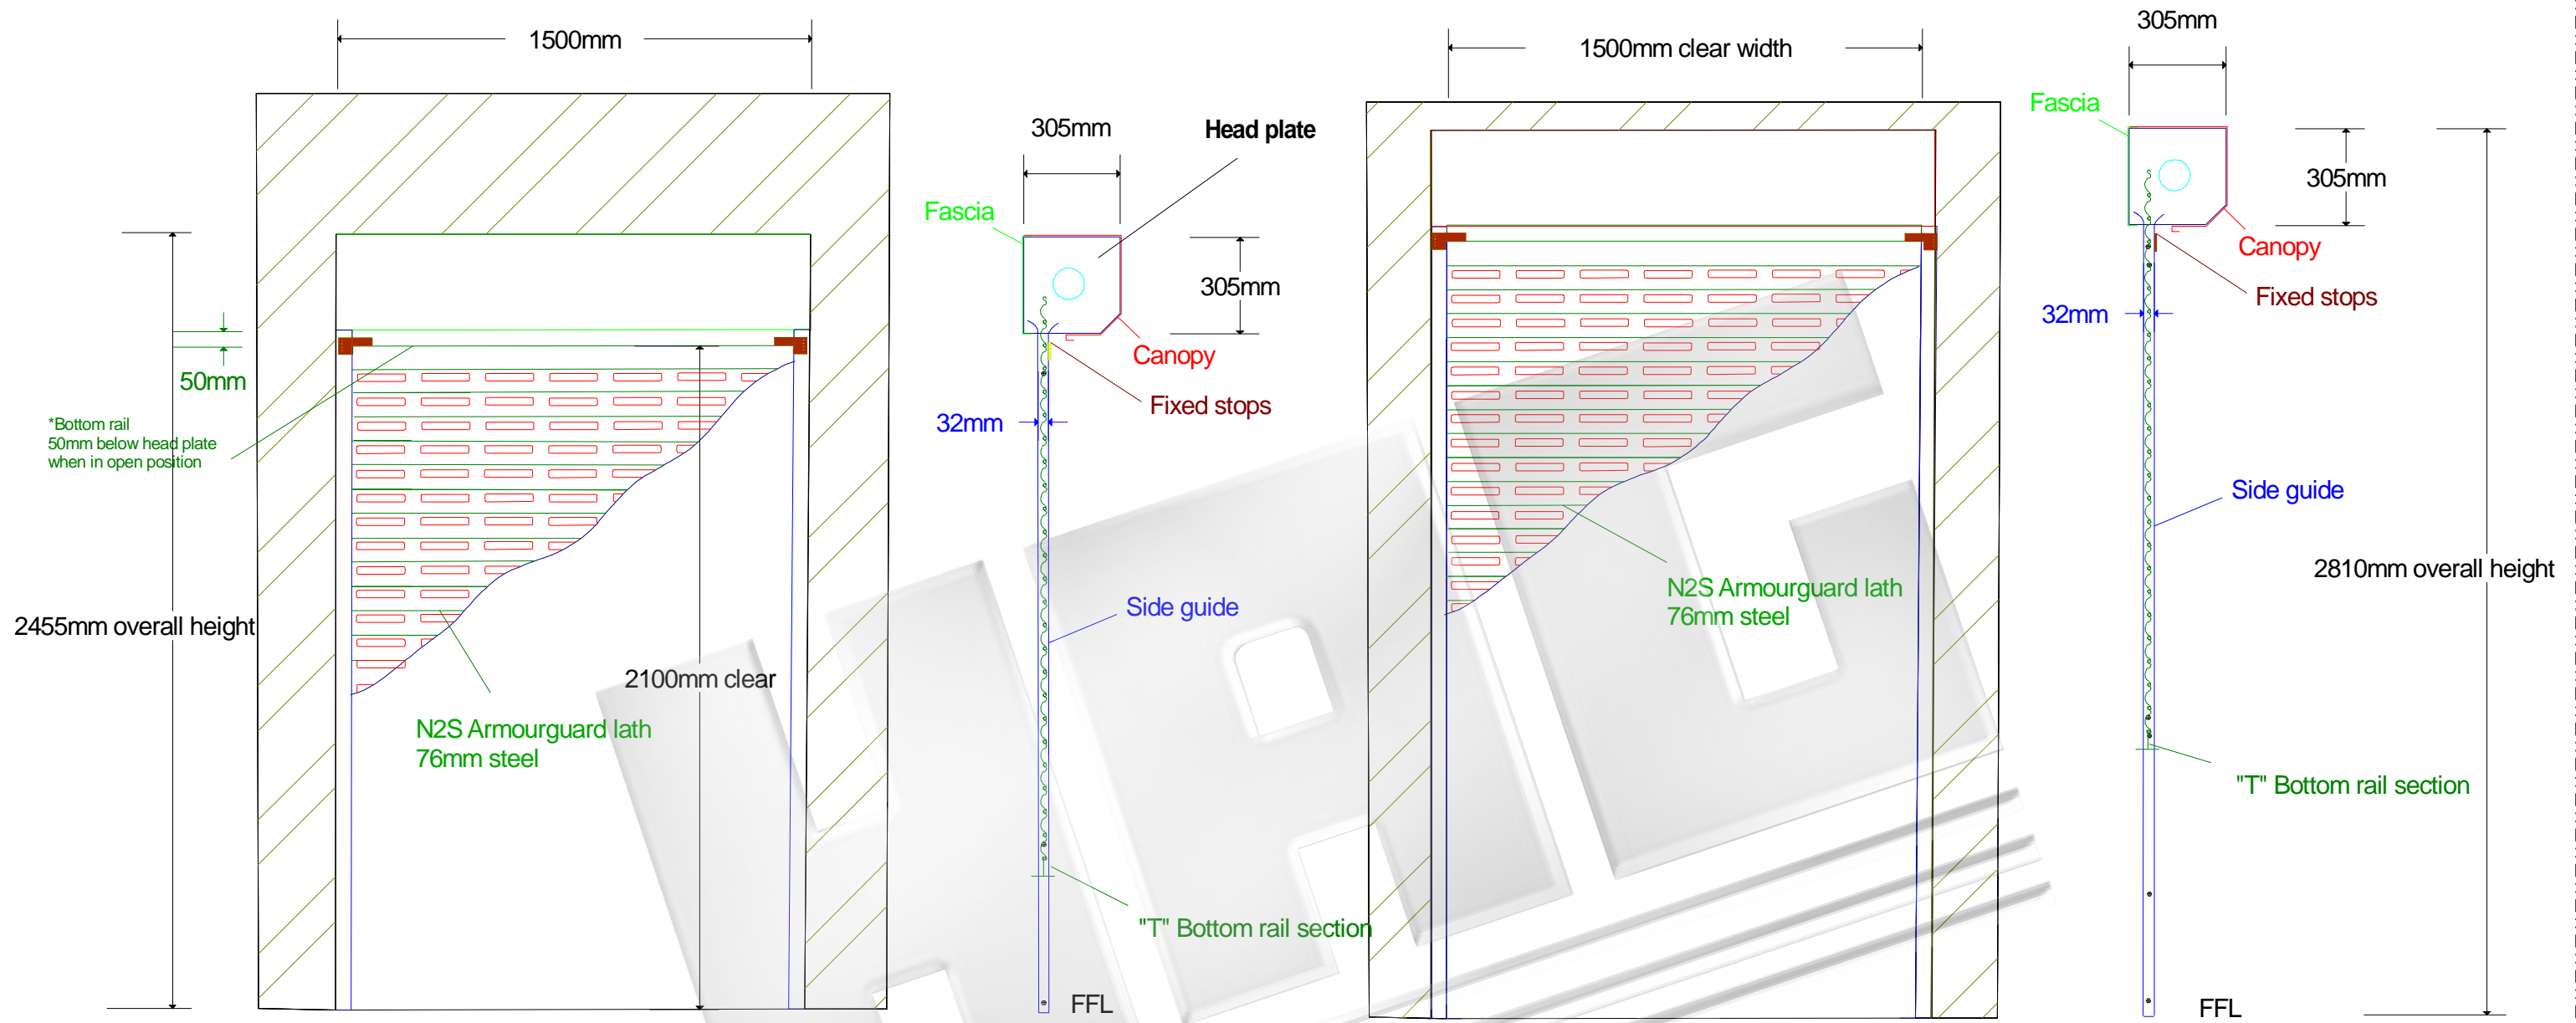 1500mm
305mm
Head plate
Fascia
305mm
Canopy
Fixed stops
32mm
50mm
*Bottom rail
50mm below head plate
when in open position
2455mm overall height
2100mm clear
N2S Armourguard lath
76mm steel
Side guide
"T" Bottom rail section
FFL
1500mm clear width
305mm
Fascia
305mm
Canopy
Fixed stops
32mm
Side guide
2810mm overall height
N2S Armourguard lath
76mm steel
"T" Bottom rail section
FFL